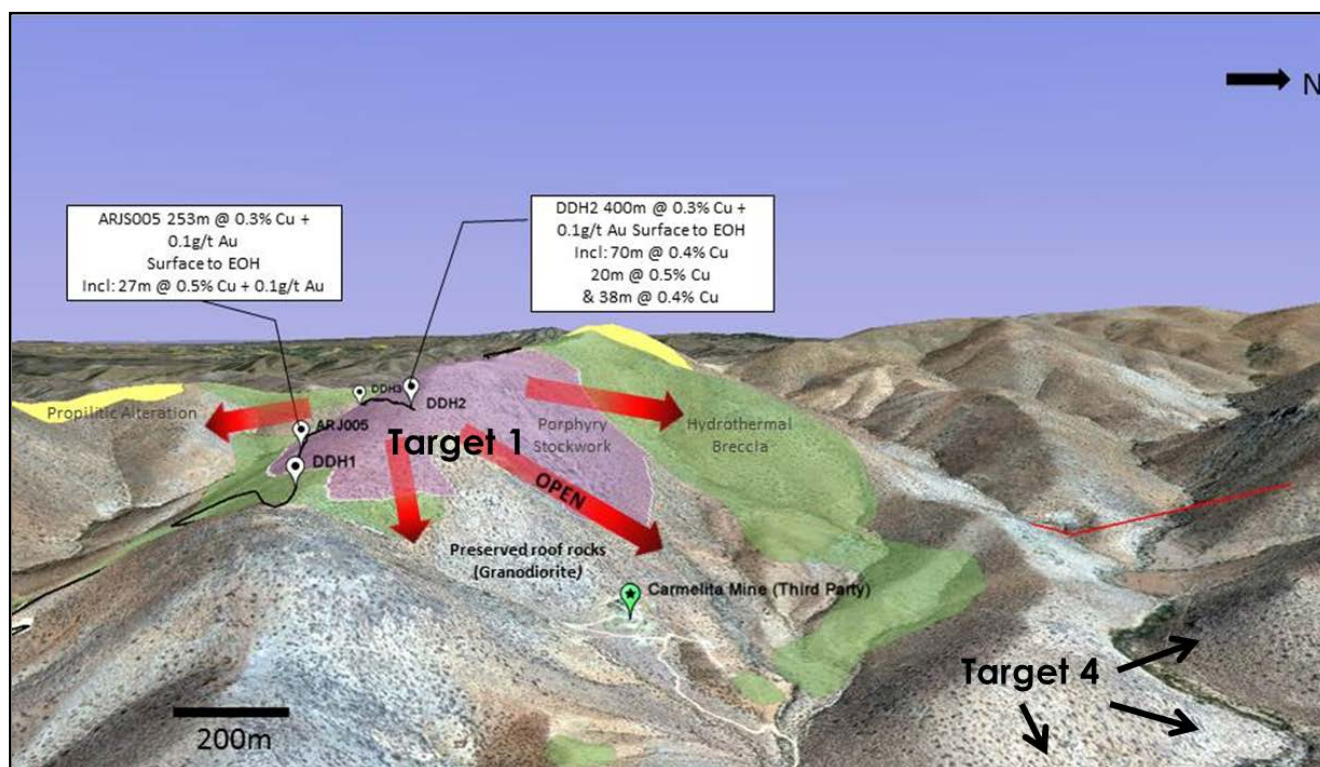 N
ARJS005 253m @ 0.3% Cu +
0.1g/t Au
Surface to EOH
Incl: 27m @ 0.5% Cu + 0.1g/t Au
DDH2 400m @ 0.3% Cu +
0.1g/t Au Surface to EOH
Incl: 70m @ 0.4% Cu
20m @ 0.5% Cu
& 38m @ 0.4% Cu
DDH3
DDH2
Propilitic Alteration
ARJ005
Target 1
Porphyry
Stockwork
Hydrothermal
Breccia
DDH1
OPEN
Preserved roof rocks
(Granodiorite)
Carmelita Mine (Third Party)
Target 4
200m